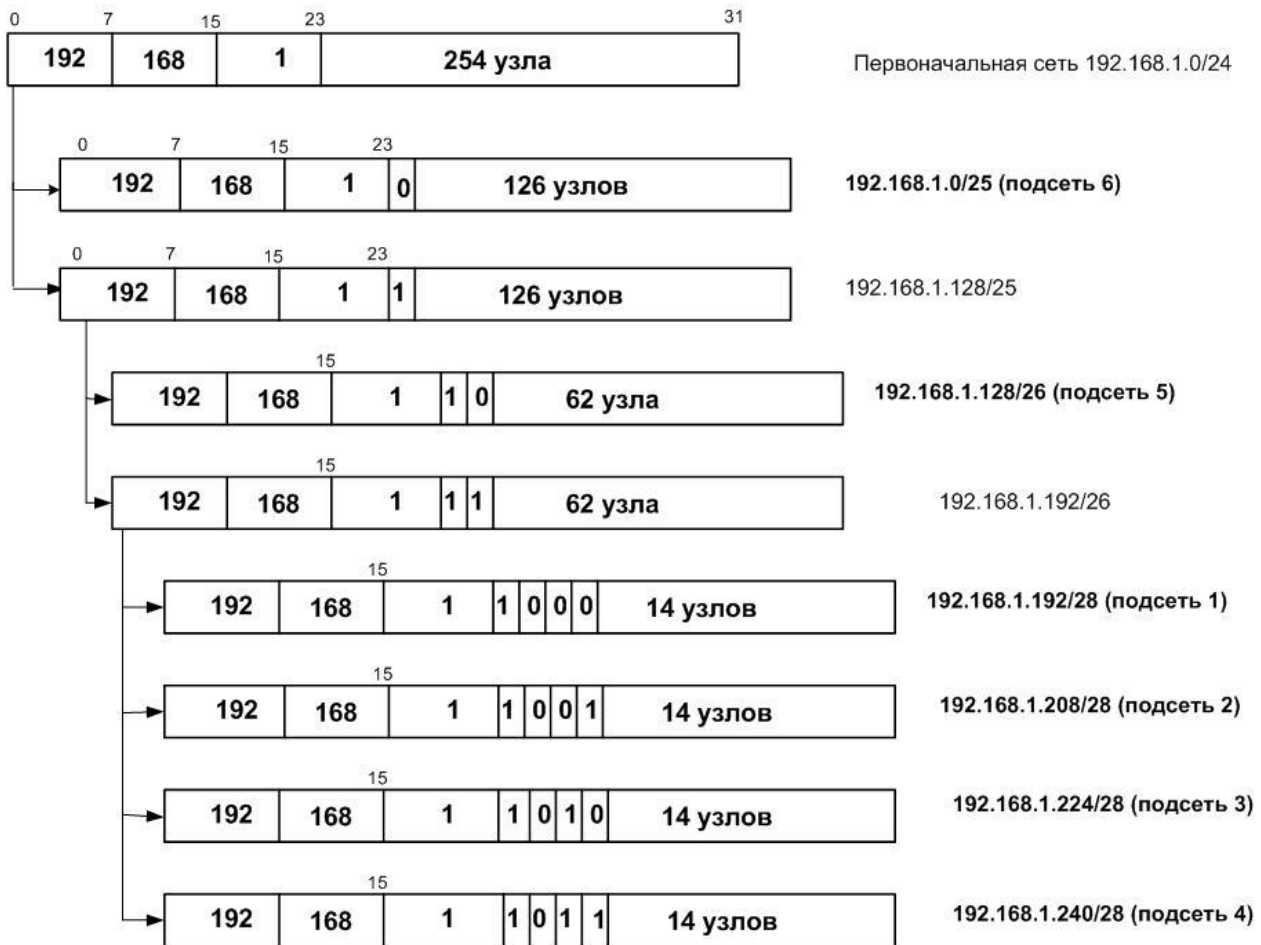 0 7 15 23 31
192 168 1 254 узла Первоначальная сеть 192.168.1.0/24
0 7 15 23
192 168 1 0 126 узлов 192.168.1.0/25 (подсеть 6)
0 7 15 23
192 168 1 1 126 узлов 192.168.1.128/25
15
192 168 1 1 0 62 узла 192.168.1.128/26 (подсеть 5)
15
192 168 1 1 1 62 узла 192.168.1.192/26
15
192 168 1 1 0 0 0 14 узлов 192.168.1.192/28 (подсеть 1)
15
192 168 1 1 0 0 1 14 узлов 192.168.1.208/28 (подсеть 2)
15
192 168 1 1 0 1 0 14 узлов 192.168.1.224/28 (подсеть 3)
15
192 168 1 1 0 1 1 14 узлов 192.168.1.240/28 (подсеть 4)